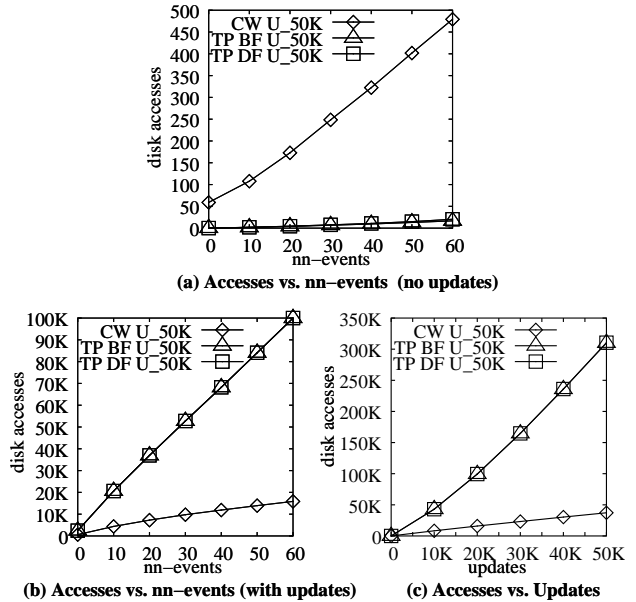 500
450
400
350
300
250
200
150
100
50
0
disk accesses
CW U_50K
TP BF U_50K
TP DF U_50K
0 10 20 30 40 50 60
nn-events
(a) Accesses vs. nn-events (no updates)
100K
90K
80K
70K
60K
50K
40K
30K
20K
10K
0
disk accesses
CW U_50K
TP BF U_50K
TP DF U_50K
0 10 20 30 40 50 60
nn-events
(b) Accesses vs. nn-events (with updates)
350K
300K
250K
200K
150K
100K
50K
0
disk accesses
CW U_50K
TP BF U_50K
TP DF U_50K
0 10K 20K 30K 40K 50K
updates
(c) Accesses vs. Updates